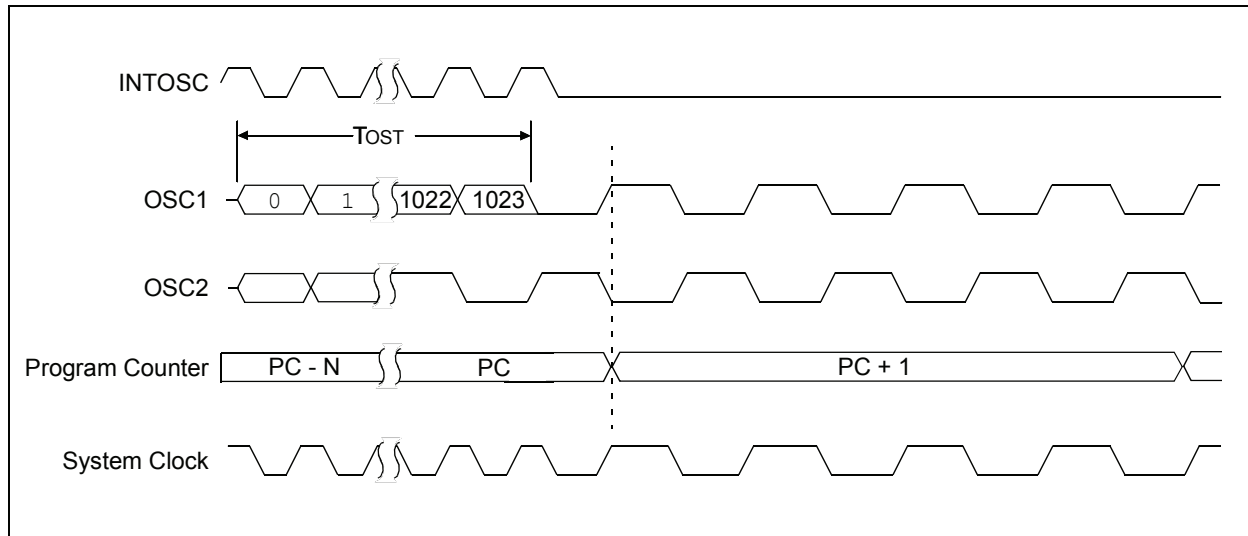 INTOSC
TOST
OSC1 0 1 1022 1023
OSC2
Program Counter PC - N PC PC + 1
System Clock